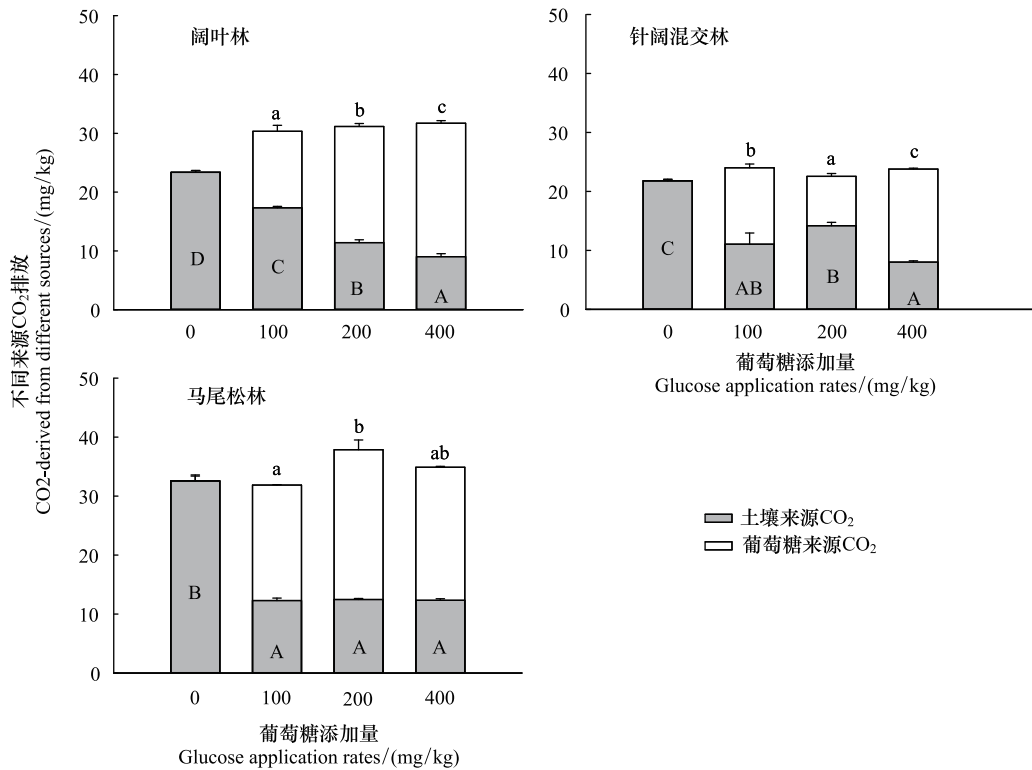 不同来源CO₂排放
CO2-derived from different sources/(mg/kg)
阔叶林
50
40
30
20
10
0
a
b
c
D
C
B
A
0 100 200 400
针阔混交林
50
40
30
20
10
0
b
a
c
C
AB
B
A
0 100 200 400
葡萄糖添加量
Glucose application rates/(mg/kg)
马尾松林
50
40
30
20
10
0
a
b
ab
B
A
A
A
0 100 200 400
葡萄糖添加量
Glucose application rates/(mg/kg)
土壤来源CO₂
葡萄糖来源CO₂